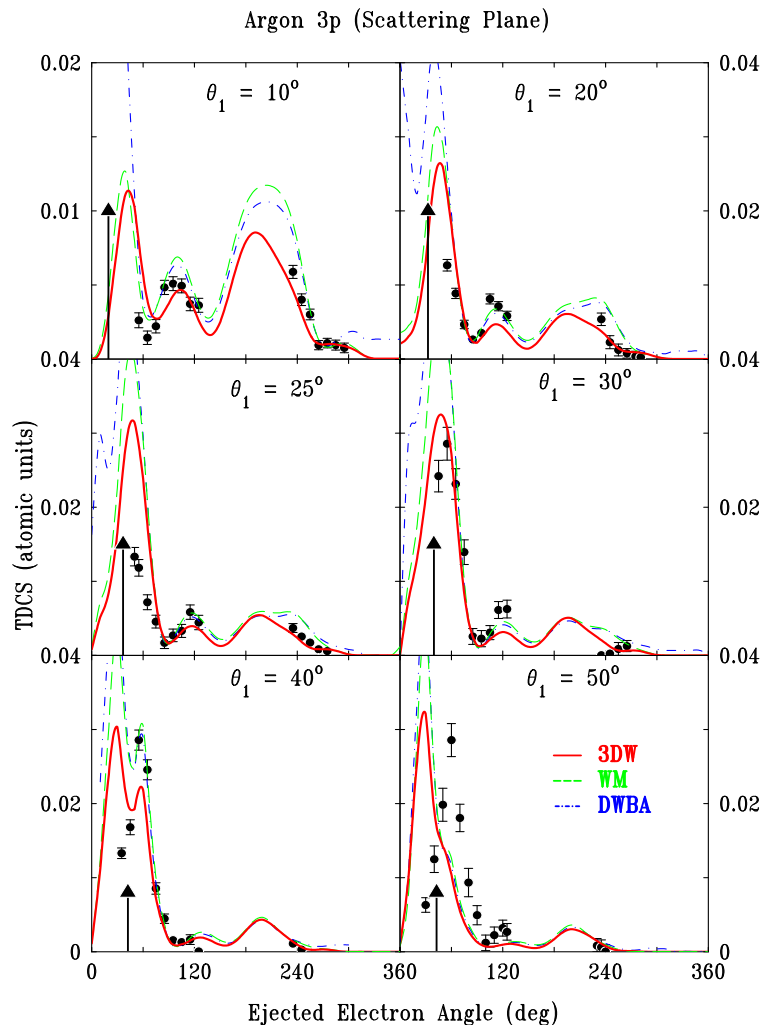 Argon 3p (Scattering Plane)
0.02
0.04
θ₁ = 10°
θ₁ = 20°
0.01
0.02
0.04
0.04
θ₁ = 25°
θ₁ = 30°
TDCS (atomic units)
0.02
0.02
0.04
0.04
θ₁ = 40°
θ₁ = 50°
3DW
WM
DWBA
0.02
0.02
0
0
0 120 240 360 120 240 360
Ejected Electron Angle (deg)